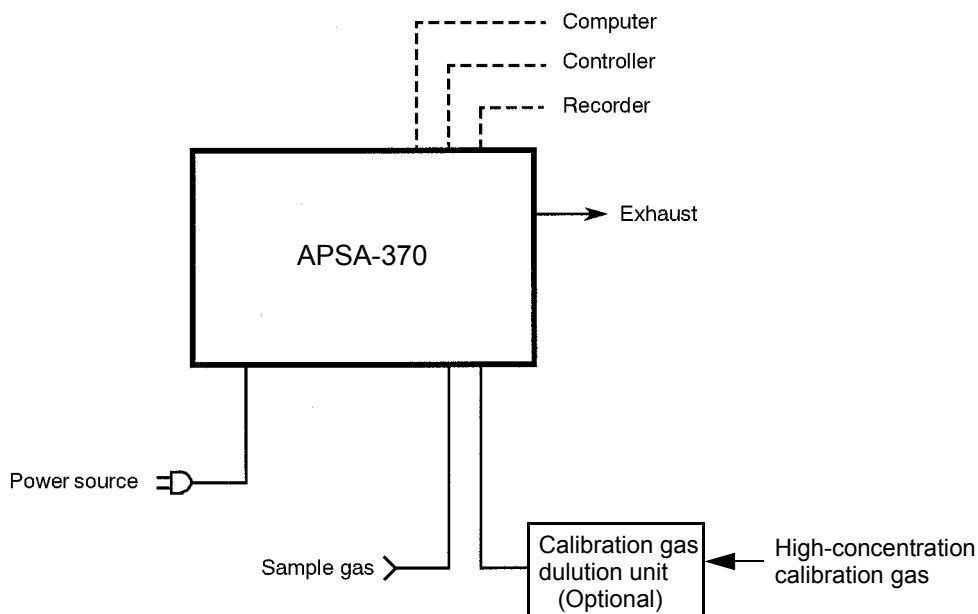 Computer
Controller
Recorder
Exhaust
APSA-370
Power source
Sample gas
Calibration gas
dulution unit
(Optional)
High-concentration
calibration gas